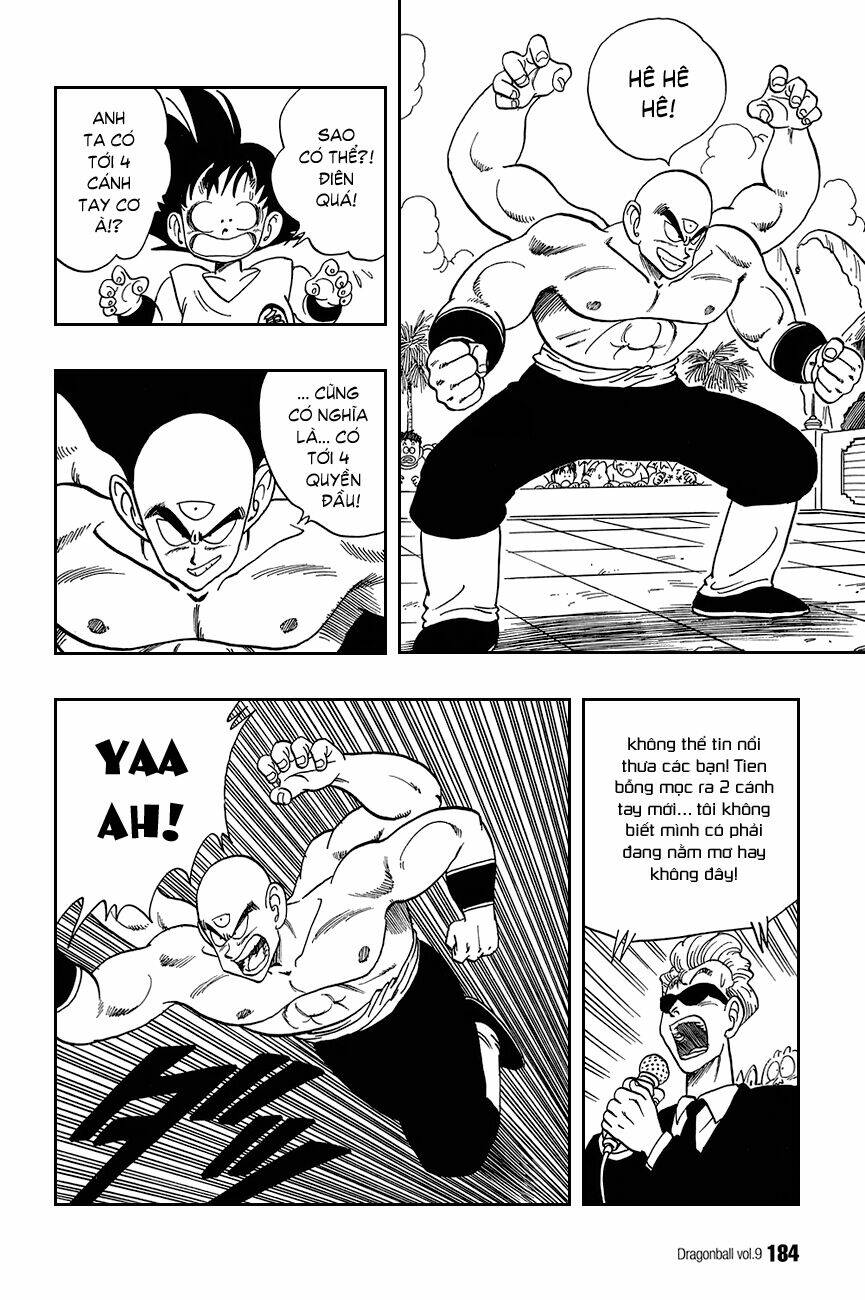 HÊ HÊ
HÊ!
SAO
CÓ THỂ?!
ĐIÊN
QUÁ!
ANH
TA CÓ
TỚI 4
CÁNH
TAY CƠ
À!?
... CŨNG
CÓ NGHĨA
LÀ... CÓ
TỚI 4
QUYỀN
ĐẦU!
không thể tin nổi
thưa các bạn! Tien
bỗng mọc ra 2 cánh
tay mới... tôi không
biết mình có phải
đang nằm mơ hay
không đây!
YAA
AH!
Dragonball vol.9 184